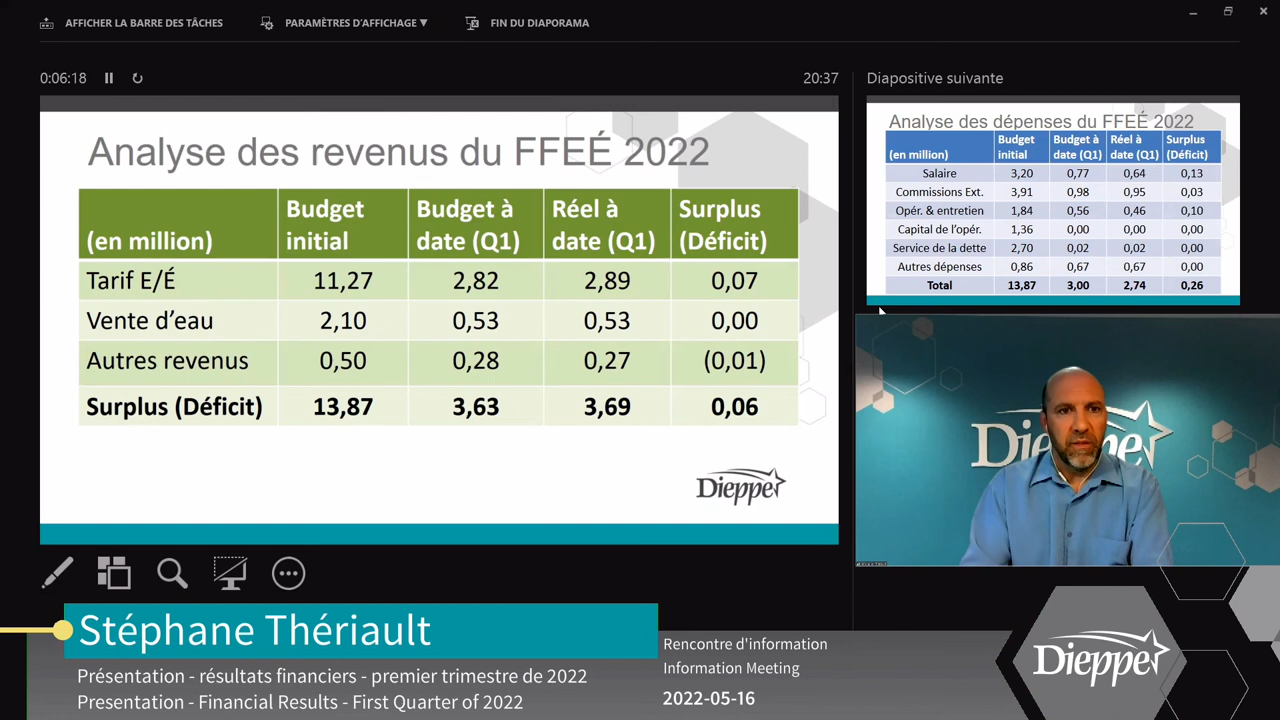 AFFICHER LA BARRE DES TÂCHES
PARAMÈTRES D'AFFICHAGE ▼
FIN DU DIAPORAMA
0:06:18
20:37
Analyse des revenus du FFEÉ 2022
(en million) Budget initial Budget à date (Q1) Réel à date (Q1) Surplus (Déficit)
Tarif E/É 11,27 2,82 2,89 0,07
Vente d'eau 2,10 0,53 0,53 0,00
Autres revenus 0,50 0,28 0,27 (0,01)
Surplus (Déficit) 13,87 3,63 3,69 0,06
Dieppe
Diapositive suivante
Analyse des dépenses du FFEÉ 2022
(en million) Budget initial Budget à date (Q1) Réel à date (Q1) Surplus (Déficit)
Salaire 3,20 0,77 0,64 0,13
Commissions Ext. 3,91 0,98 0,95 0,03
Opér. & entretien 1,84 0,56 0,46 0,10
Capital de l'opér. 1,36 0,00 0,00 0,00
Service de la dette 2,70 0,02 0,02 0,00
Autres dépenses 0,86 0,67 0,67 0,00
Total 13,87 3,00 2,74 0,26
Dieppe
Stéphane Thériault
Présentation - résultats financiers - premier trimestre de 2022
Presentation - Financial Results - First Quarter of 2022
Rencontre d'information
Information Meeting
2022-05-16
Dieppe